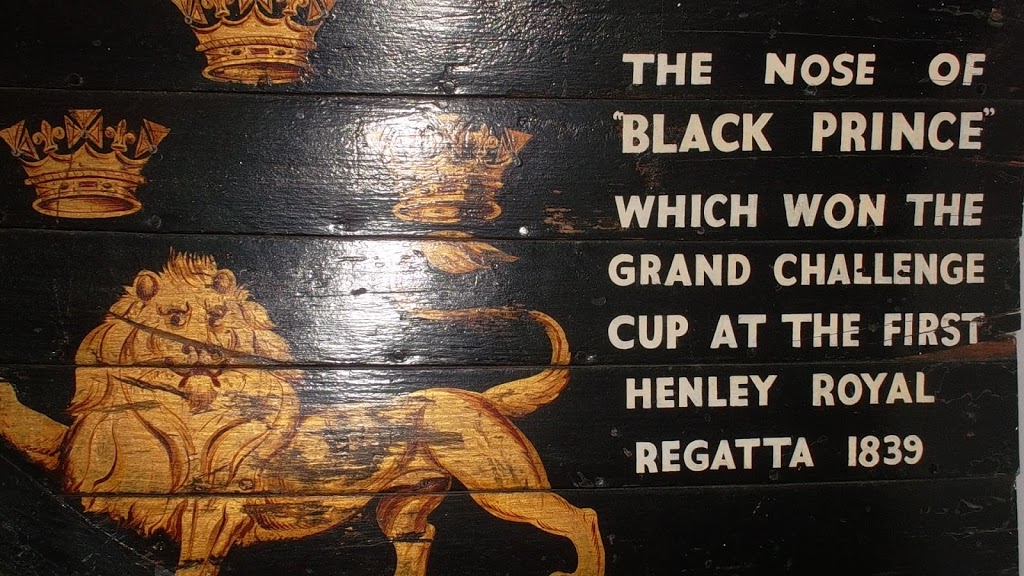 THE NOSE OF
"BLACK PRINCE"
WHICH WON THE
GRAND CHALLENGE
CUP AT THE FIRST
HENLEY ROYAL
REGATTA 1839